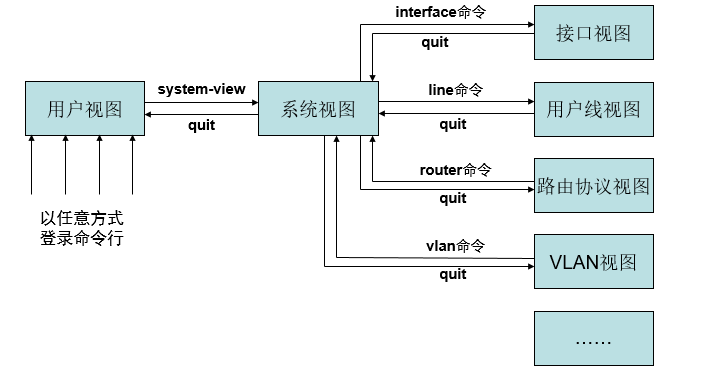 interface命令
quit
接口视图
用户视图
system-view
quit
系统视图
line命令
quit
用户线视图
router命令
quit
路由协议视图
以任意方式
登录命令行
vlan命令
quit
VLAN视图
……